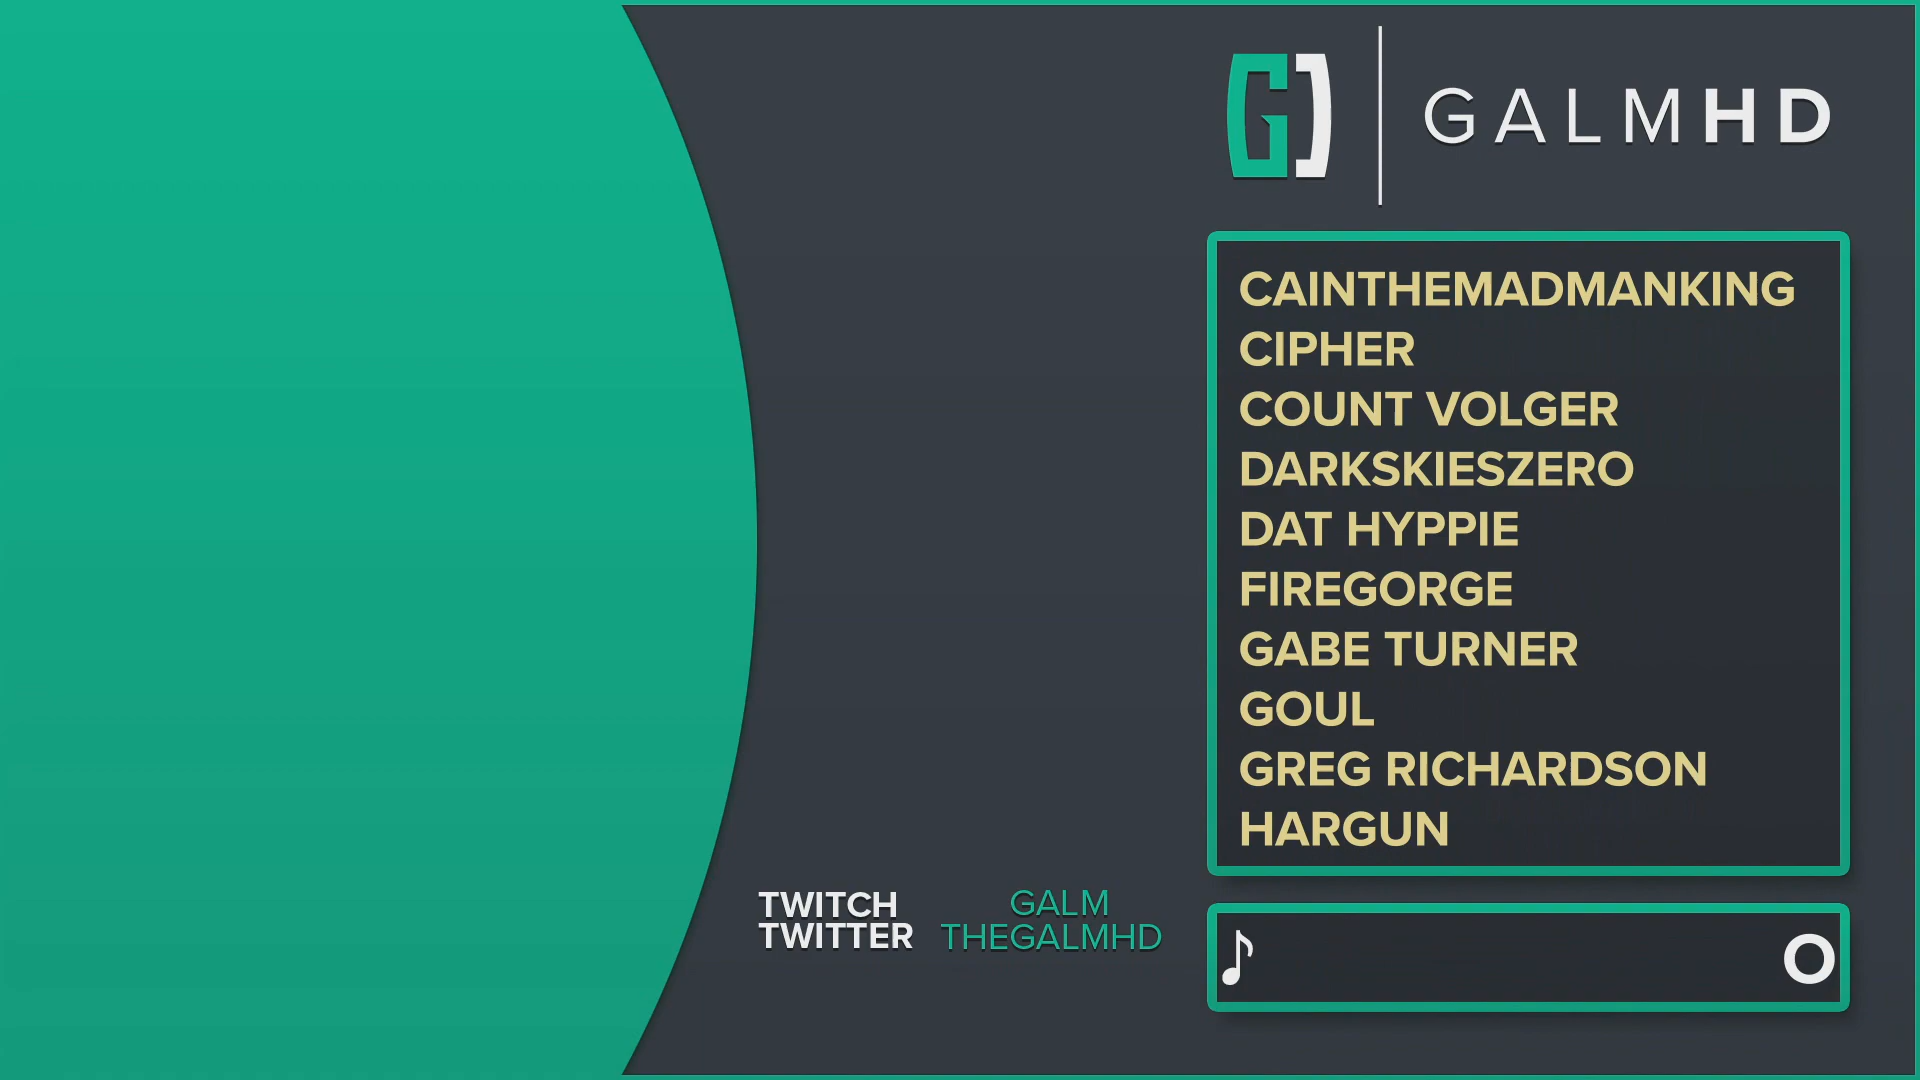 GALMHD
CAINTHEMADMANKING
CIPHER
COUNT VOLGER
DARKSKIESZERO
DAT HYPPIE
FIREGORGE
GABE TURNER
GOUL
GREG RICHARDSON
HARGUN
TWITCH GALM
TWITTER THEGALMHD
O